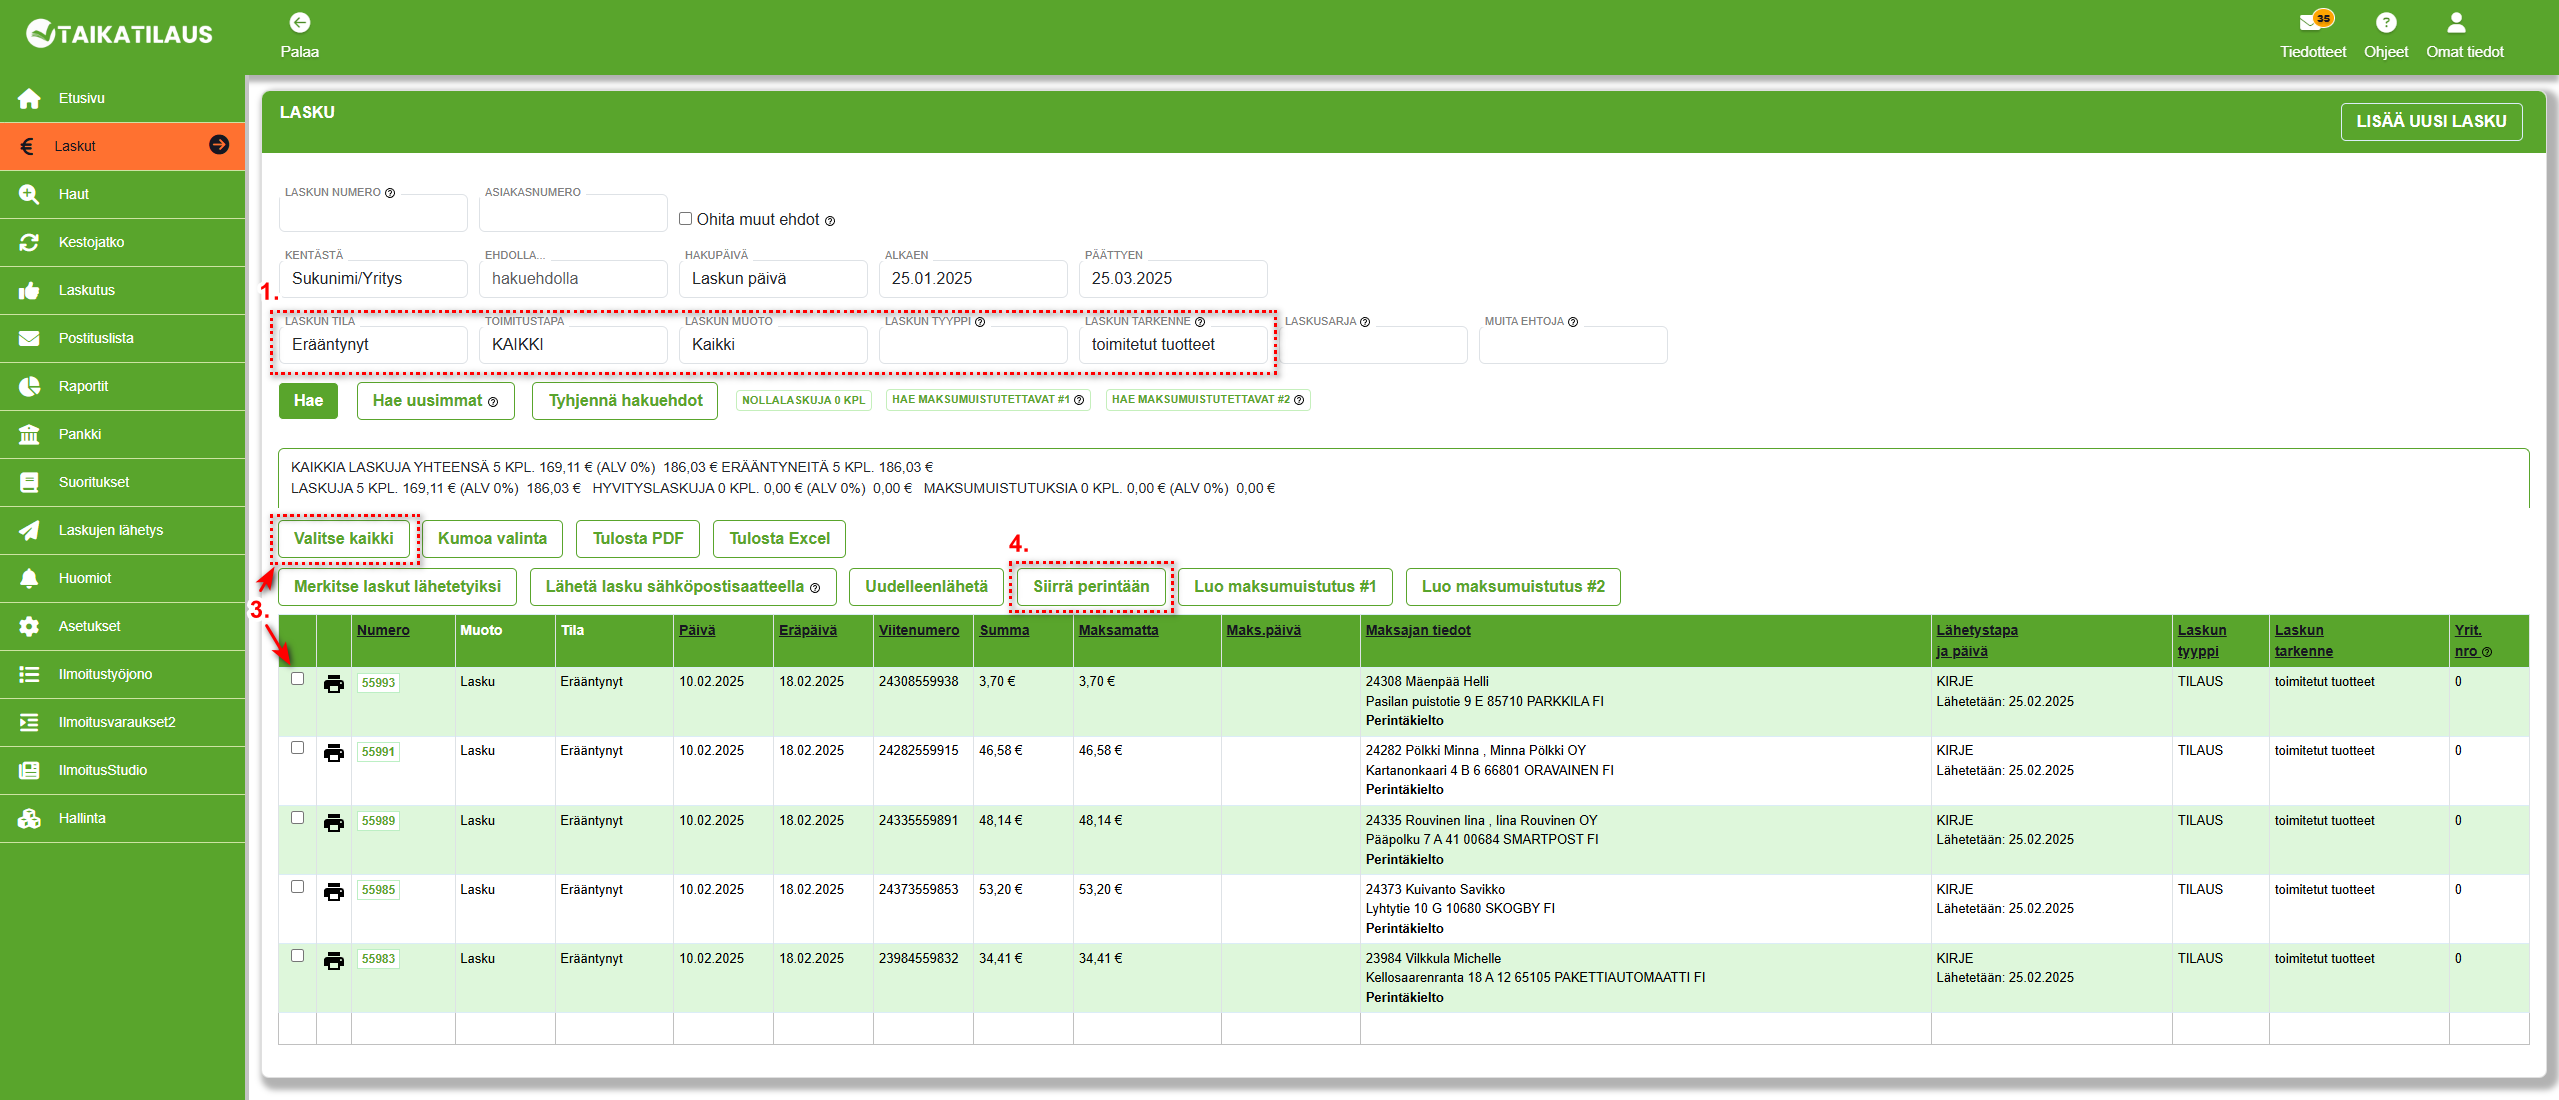 TAIKATILAUS
Palaa
35
Tiedotteet
Ohjeet
Omat tiedot
Etusivu
Laskut
Haut
Kestojatko
Laskutus
Postituslista
Raportit
Pankki
Suoritukset
Laskujen lähetys
Huomiot
Asetukset
Ilmoitustyöjono
Ilmoitusvaraukset2
IlmoitusStudio
Hallinta
LASKU
LISÄÄ UUSI LASKU
LASKUN NUMERO
ASIAKASNUMERO
Ohita muut ehdot
KENTÄSTÄ
EHDOLLA...
HAKUPÄIVÄ
ALKAEN
PÄÄTTYEN
Sukunimi/Yritys
hakuehdolla
Laskun päivä
25.01.2025
25.03.2025
1.
LASKUN TILA
TOIMITUSTAPA
LASKUN MUOTO
LASKUN TYYPPI
LASKUN TARKENNE
LASKUSARJA
MUITA EHTOJA
Erääntynyt
KAIKKI
Kaikki
toimitetut tuotteet
Hae
Hae uusimmat
Tyhjennä hakuehdot
NOLLALASKUJA 0 KPL
HAE MAKSUMUISTUTETTAVAT #1
HAE MAKSUMUISTUTETTAVAT #2
KAIKKIA LASKUJA YHTEENSÄ 5 KPL. 169,11 € (ALV 0%) 186,03 € ERÄÄNTYNEITÄ 5 KPL. 186,03 €
LASKUJA 5 KPL. 169,11 € (ALV 0%) 186,03 € HYVITYSLASKUJA 0 KPL. 0,00 € (ALV 0%) 0,00 € MAKSUMUISTUTUKSIA 0 KPL. 0,00 € (ALV 0%) 0,00 €
Valitse kaikki
Kumoa valinta
Tulosta PDF
Tulosta Excel
4.
Merkitse laskut lähetetyiksi
Lähetä lasku sähköpostisaatteella
Uudelleenlähetä
Siirrä perintään
Luo maksumuistutus #1
Luo maksumuistutus #2
3.
Numero
Muoto
Tila
Päivä
Eräpäivä
Viitenumero
Summa
Maksamatta
Maks.päivä
Maksajan tiedot
Lähetystapa
ja päivä
Laskun
tyyppi
Laskun
tarkenne
Yrit.
nro
55993 Lasku Erääntynyt 10.02.2025 18.02.2025 24308559938 3,70 € 3,70 € 24308 Mäenpää Helli KIRJE TILAUS toimitetut tuotteet 0
Pasilan puistotie 9 E 85710 PARKKILA FI Lähetetään: 25.02.2025
Perintäkielto
55991 Lasku Erääntynyt 10.02.2025 18.02.2025 24282559915 46,58 € 46,58 € 24282 Pölkki Minna , Minna Pölkki OY KIRJE TILAUS toimitetut tuotteet 0
Kartanonkaari 4 B 6 66801 ORAVAINEN FI Lähetetään: 25.02.2025
Perintäkielto
55989 Lasku Erääntynyt 10.02.2025 18.02.2025 24335559891 48,14 € 48,14 € 24335 Rouvinen Iina , Iina Rouvinen OY KIRJE TILAUS toimitetut tuotteet 0
Pääpolku 7 A 41 00684 SMARTPOST FI Lähetetään: 25.02.2025
Perintäkielto
55985 Lasku Erääntynyt 10.02.2025 18.02.2025 24373559853 53,20 € 53,20 € 24373 Kuivanto Savikko KIRJE TILAUS toimitetut tuotteet 0
Lyhtytie 10 G 10680 SKOGBY FI Lähetetään: 25.02.2025
Perintäkielto
55983 Lasku Erääntynyt 10.02.2025 18.02.2025 23984559832 34,41 € 34,41 € 23984 Vilkkula Michelle KIRJE TILAUS toimitetut tuotteet 0
Kellosaarenranta 18 A 12 65105 PAKETTIAUTOMAATTI FI Lähetetään: 25.02.2025
Perintäkielto